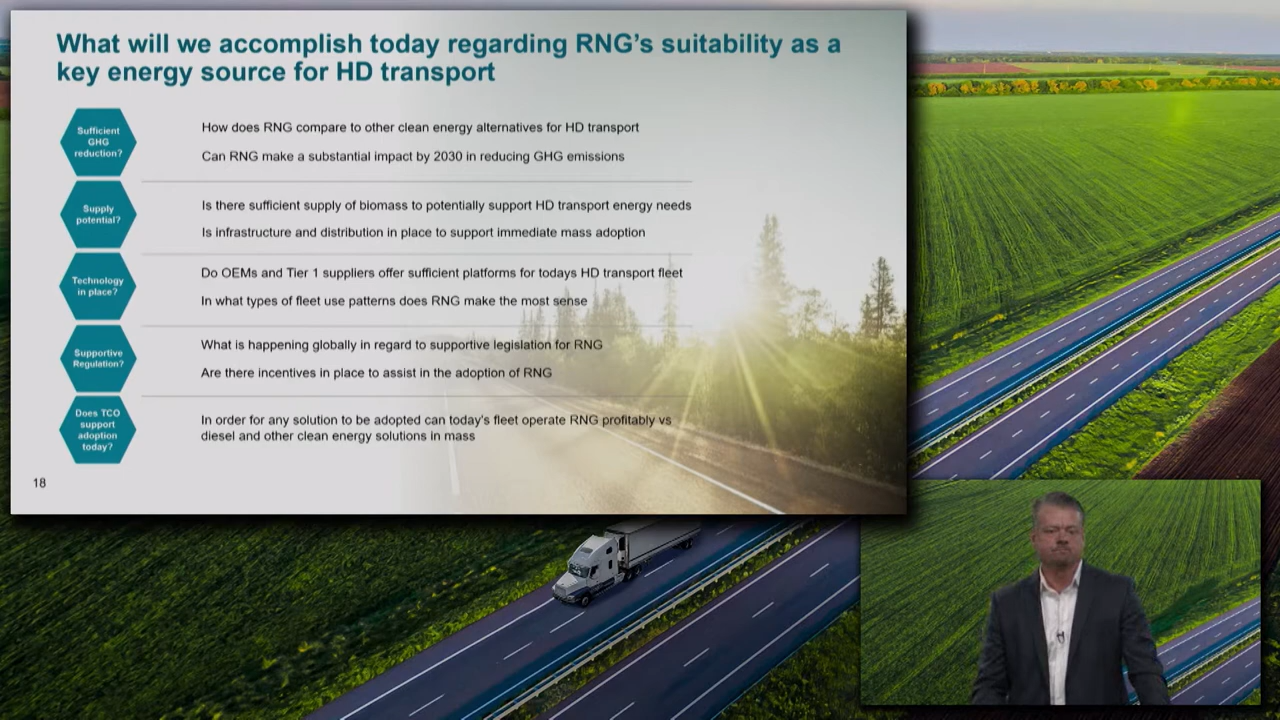 What will we accomplish today regarding RNG's suitability as a
key energy source for HD transport
Sufficient
GHG
reduction?
How does RNG compare to other clean energy alternatives for HD transport
Can RNG make a substantial impact by 2030 in reducing GHG emissions
Supply
potential?
Is there sufficient supply of biomass to potentially support HD transport energy needs
Is infrastructure and distribution in place to support immediate mass adoption
Technology
in place?
Do OEMs and Tier 1 suppliers offer sufficient platforms for todays HD transport fleet
In what types of fleet use patterns does RNG make the most sense
Supportive
Regulation?
What is happening globally in regard to supportive legislation for RNG
Are there incentives in place to assist in the adoption of RNG
Does TCO
support
adoption
today?
In order for any solution to be adopted can today's fleet operate RNG profitably vs
diesel and other clean energy solutions in mass
18